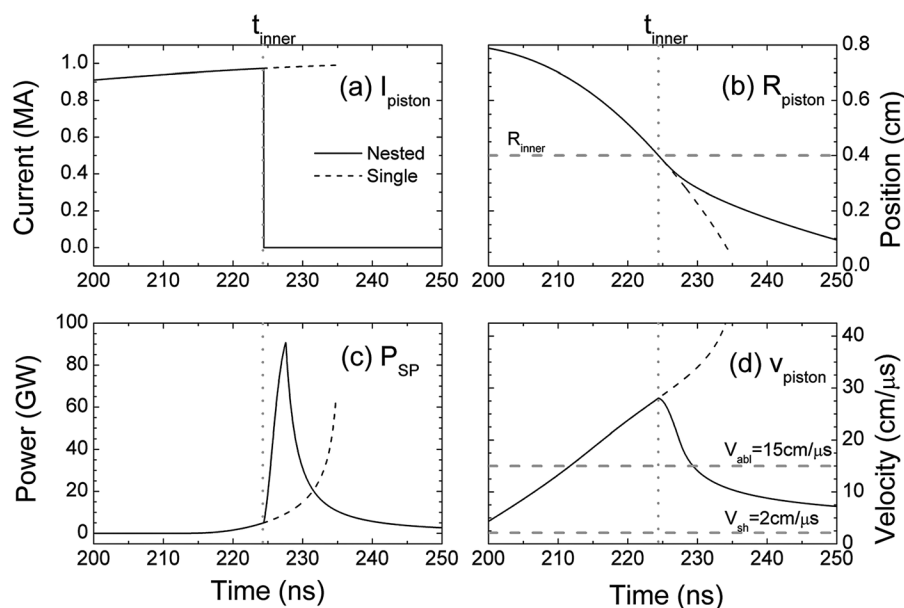 t_inner t_inner
1.0
0.8
0.6
0.4
0.2
0.0
Current (MA)
(a) I_piston
Nested
Single
200 210 220 230 240 250
(b) R_piston
R_inner
0.8
0.6
0.4
0.2
0.0
Position (cm)
200 210 220 230 240 250
100
80
60
40
20
0
Power (GW)
(c) P_SP
200 210 220 230 240 250
Time (ns)
(d) v_piston
V_abl=15cm/μs
V_sh=2cm/μs
40
30
20
10
0
Velocity (cm/μs)
200 210 220 230 240 250
Time (ns)